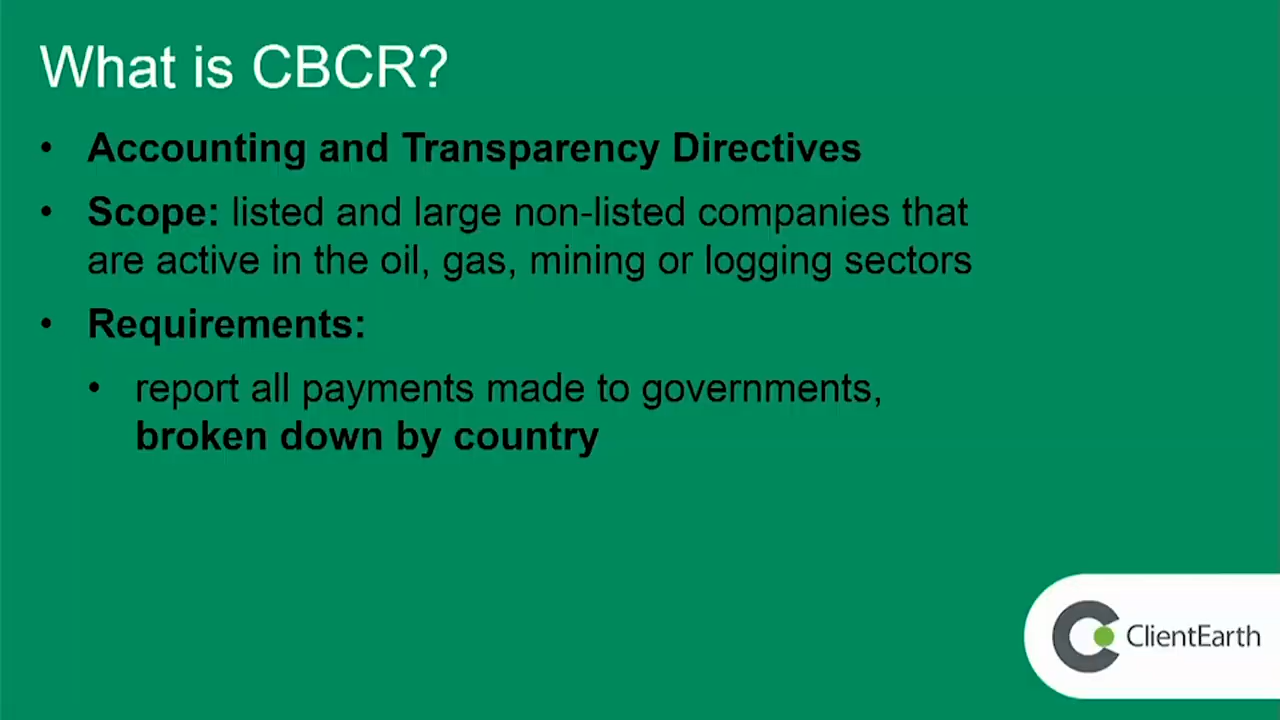 What is CBCR?
• Accounting and Transparency Directives
• Scope: listed and large non-listed companies that
are active in the oil, gas, mining or logging sectors
• Requirements:
• report all payments made to governments,
broken down by country
ClientEarth